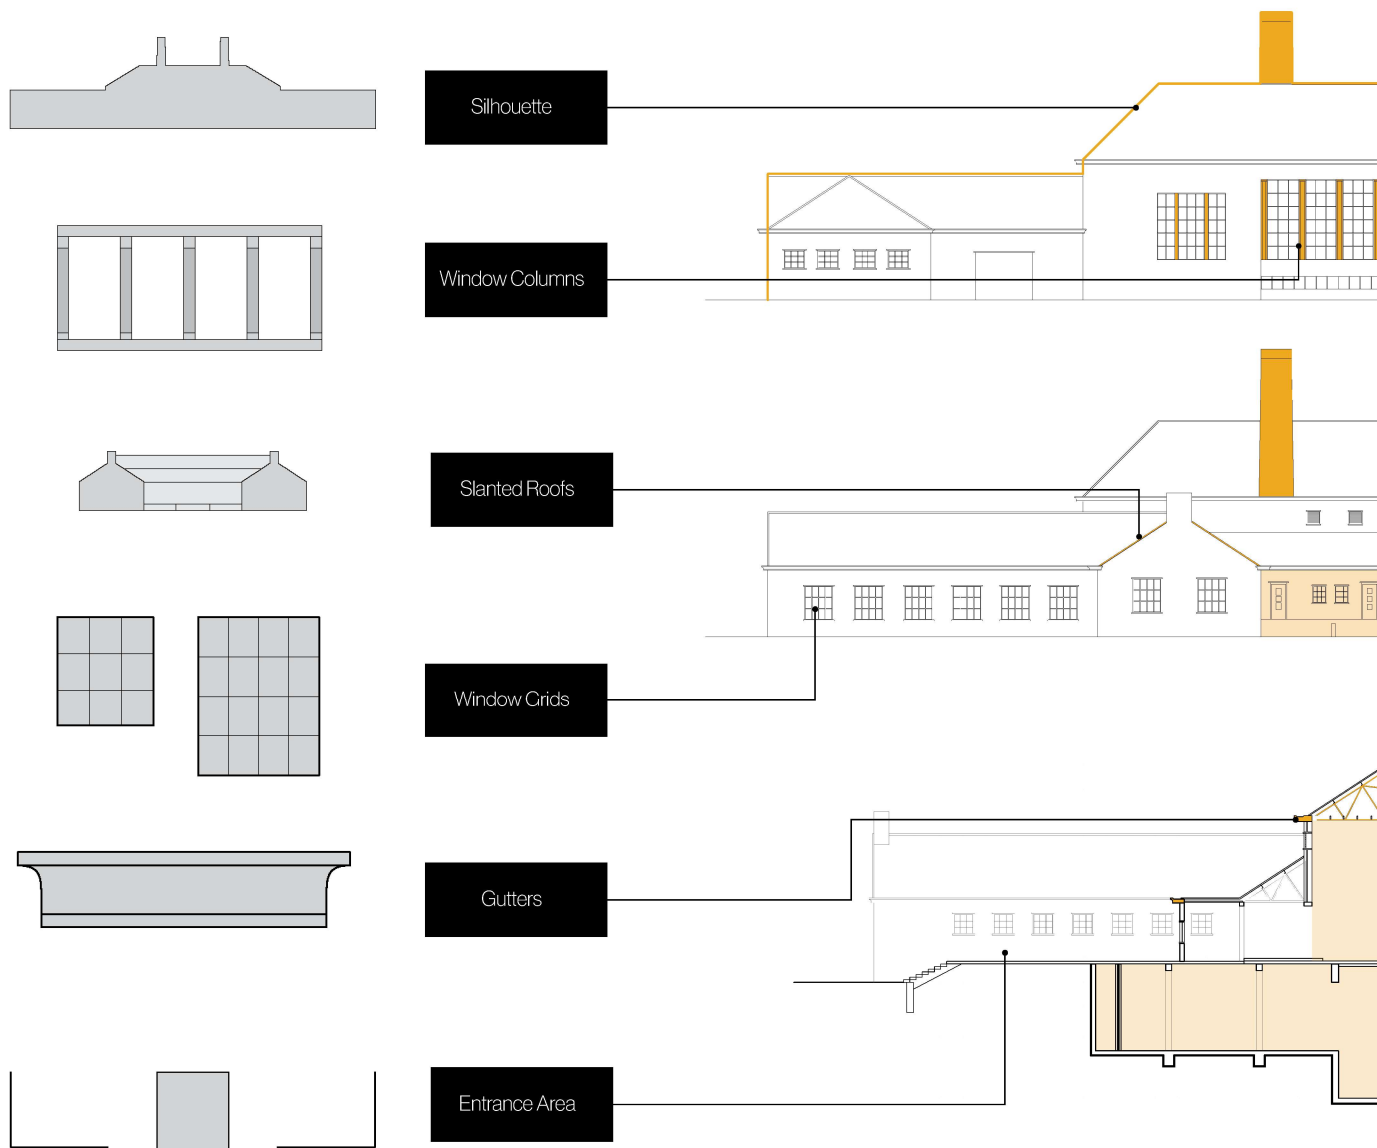 Silhouette
Window Columns
Slanted Roofs
Window Grids
Gutters
Entrance Area